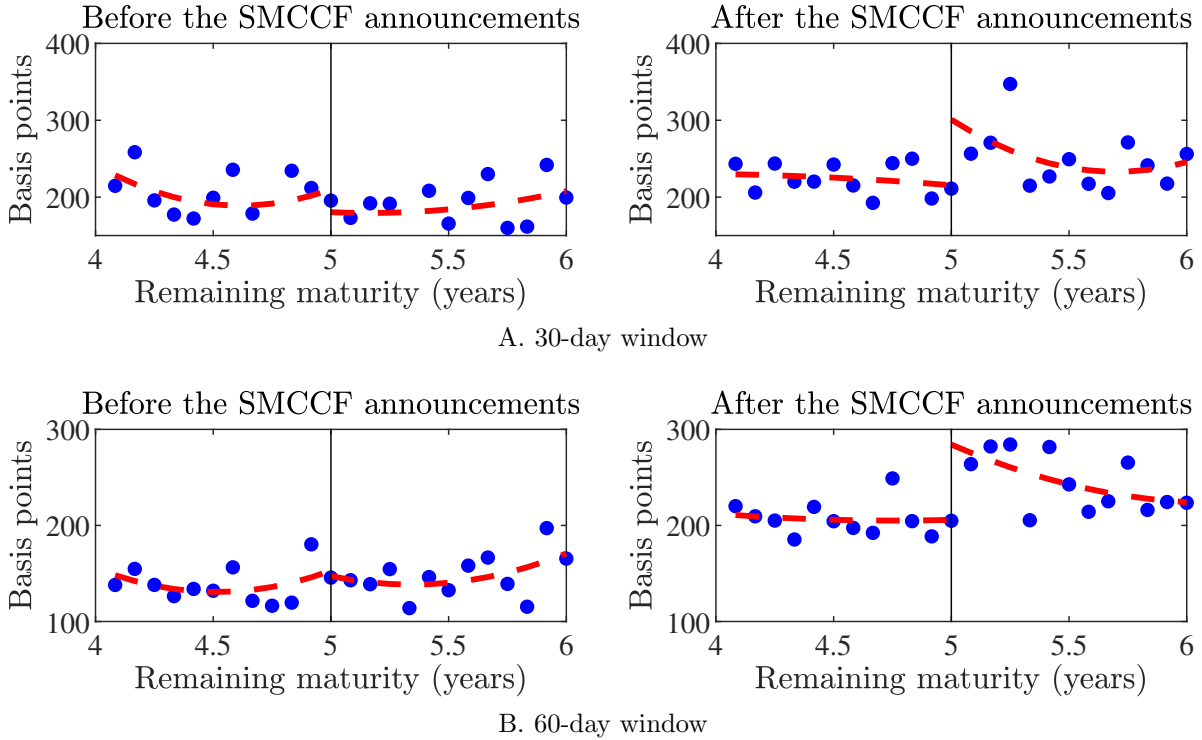 Before the SMCCF announcements
After the SMCCF announcements
400
300
200
Basis points
4
4.5
5
5.5
6
Remaining maturity (years)
400
300
200
Basis points
4
4.5
5
5.5
6
Remaining maturity (years)
A. 30-day window
Before the SMCCF announcements
After the SMCCF announcements
300
200
100
Basis points
4
4.5
5
5.5
6
Remaining maturity (years)
300
200
100
Basis points
4
4.5
5
5.5
6
Remaining maturity (years)
B. 60-day window